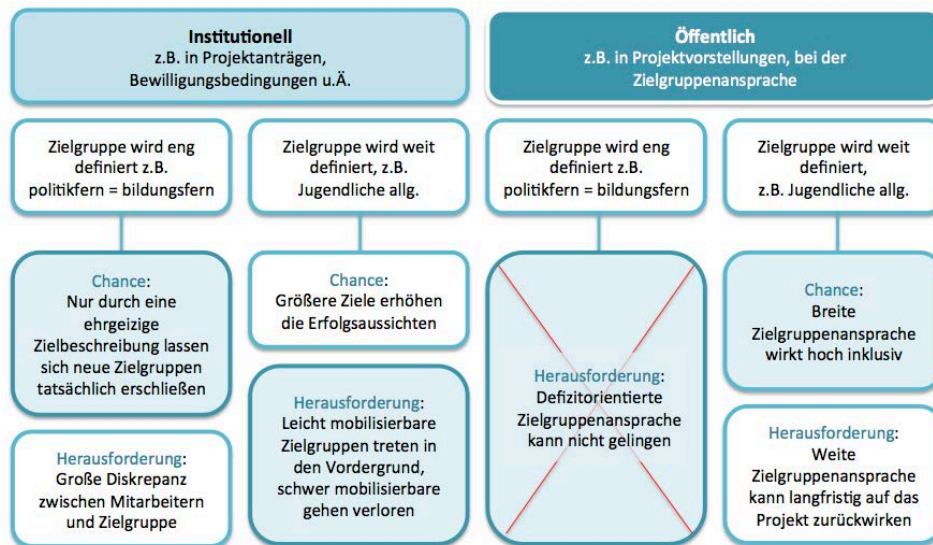 Institutionell
z.B. in Projektanträgen,
Bewilligungsbedingungen u.Ä.
Öffentlich
z.B. in Projektvorstellungen, bei der
Zielgruppenansprache
Zielgruppe wird eng
definiert z.B.
politikfern = bildungsfern
Zielgruppe wird weit
definiert, z.B.
Jugendliche allg.
Zielgruppe wird eng
definiert z.B.
politikfern = bildungsfern
Zielgruppe wird weit
definiert,
z.B. Jugendliche allg.
Chance:
Nur durch eine
ehrgeizige
Zielbeschreibung lassen
sich neue Zielgruppen
tatsächlich erschließen
Herausforderung:
Große Diskrepanz
zwischen Mitarbeitern
und Zielgruppe
Chance:
Größere Ziele erhöhen
die Erfolgsaussichten
Herausforderung:
Leicht mobilisierbare
Zielgruppen treten in
den Vordergrund,
schwer mobilisierbare
gehen verloren
Herausforderung:
Defizitorientierte
Zielgruppenansprache
kann nicht gelingen
Chance:
Breite
Zielgruppenansprache
wirkt hoch inklusiv
Herausforderung:
Weite
Zielgruppenansprache
kann langfristig auf das
Projekt zurückwirken